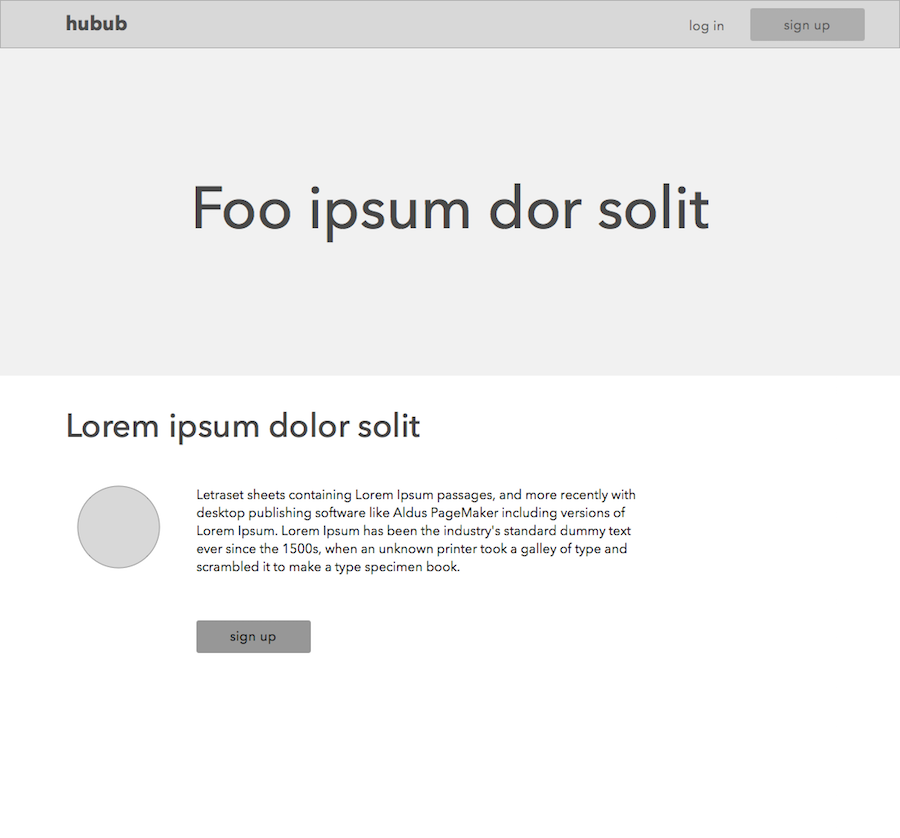 hubub
log in
sign up
Foo ipsum dor solit
Lorem ipsum dolor solit
Letraset sheets containing Lorem Ipsum passages, and more recently with
desktop publishing software like Aldus PageMaker including versions of
Lorem Ipsum. Lorem Ipsum has been the industry's standard dummy text
ever since the 1500s, when an unknown printer took a galley of type and
scrambled it to make a type specimen book.
sign up